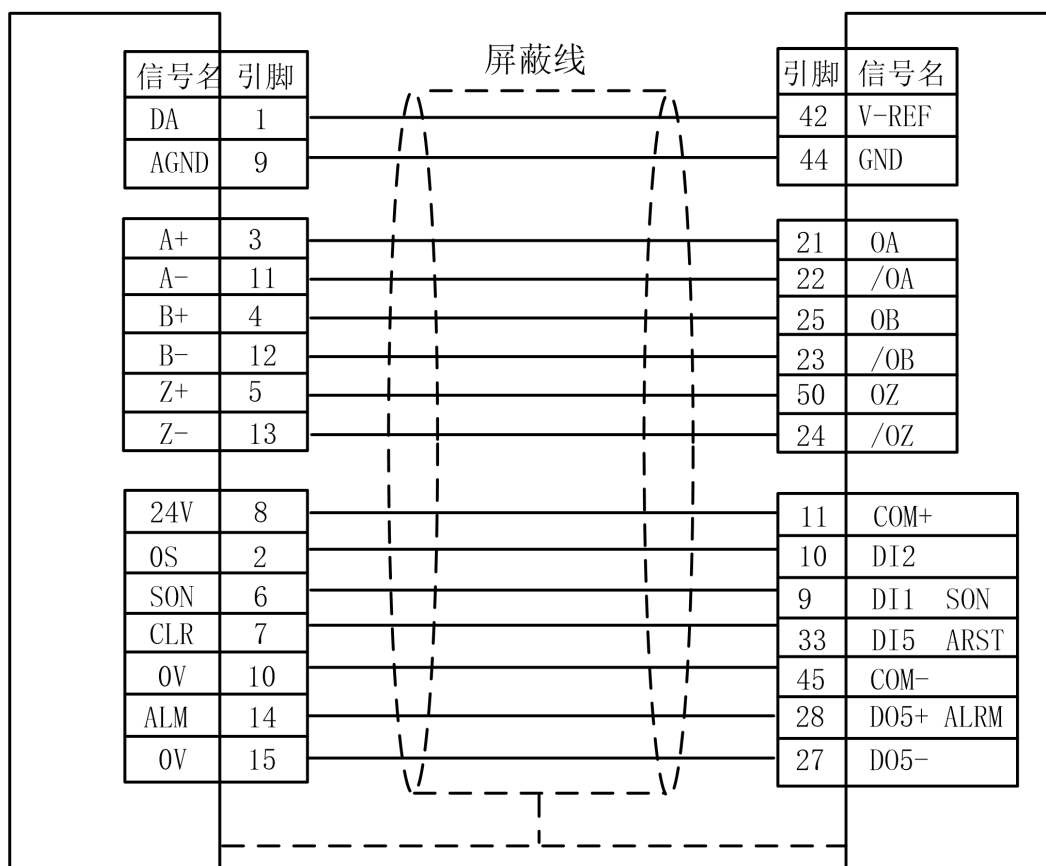 屏蔽线
信号名 引脚 引脚 信号名
DA 1 42 V-REF
AGND 9 44 GND
A+ 3 21 OA
A- 11 22 /OA
B+ 4 25 OB
B- 12 23 /OB
Z+ 5 50 OZ
Z- 13 24 /OZ
24V 8 11 COM+
OS 2 10 DI2
SON 6 9 DI1 SON
CLR 7 33 DI5 ARST
0V 10 45 COM-
ALM 14 28 DO5+ ALRM
0V 15 27 DO5-